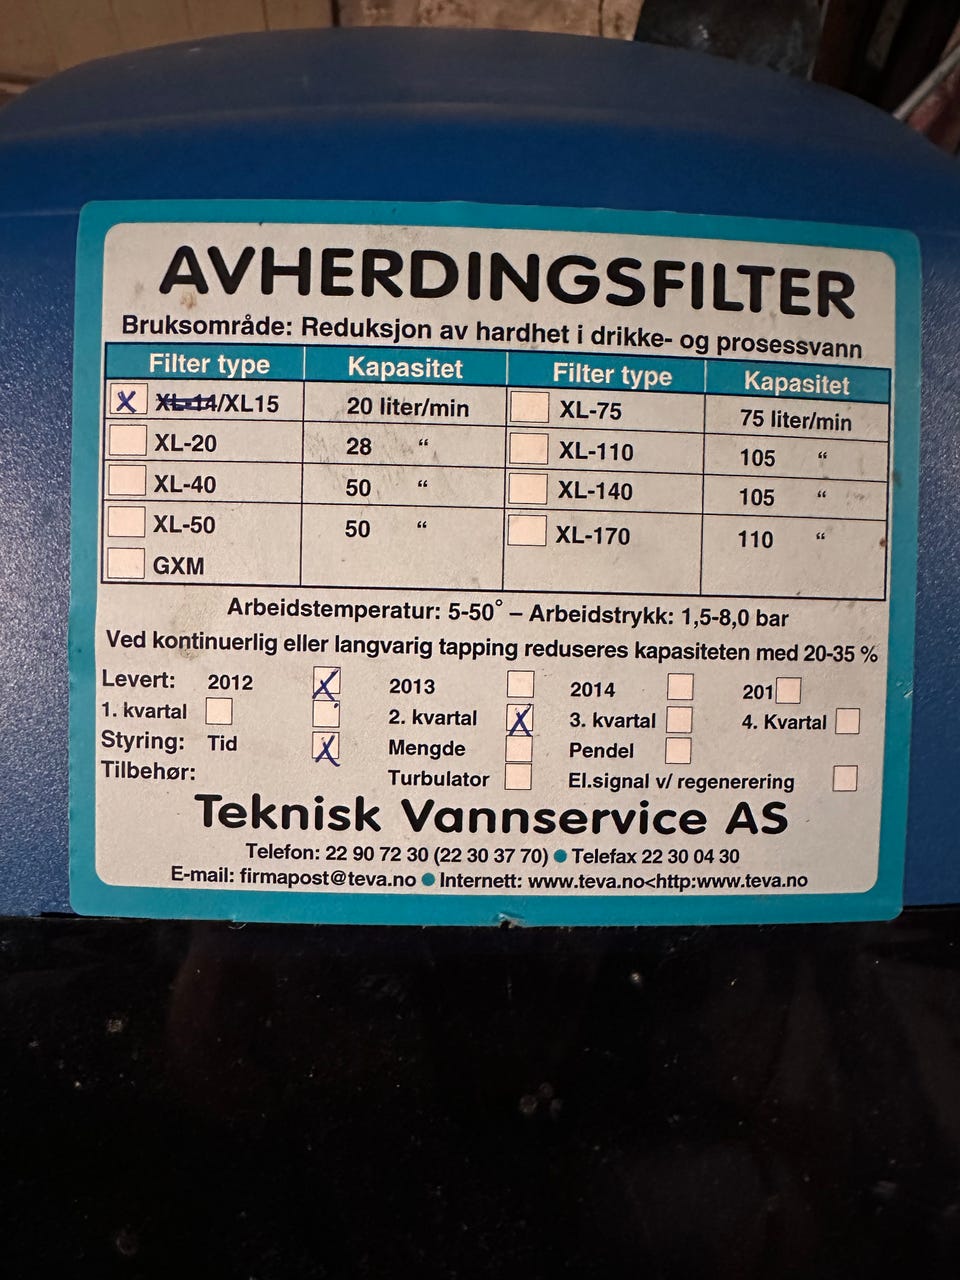 AVHERDINGSFILTER
Bruksområde: Reduksjon av hardhet i drikke- og prosessvann
Filter type Kapasitet Filter type Kapasitet
X XL-14/XL15 20 liter/min XL-75 75 liter/min
XL-20 28 “ XL-110 105 “
XL-40 50 “ XL-140 105 “
XL-50 50 “ XL-170 110 “
GXM
Arbeidstemperatur: 5-50° – Arbeidstrykk: 1,5-8,0 bar
Ved kontinuerlig eller langvarig tapping reduseres kapasiteten med 20-35 %
Levert: 2012 X 2013 2014 201
1. kvartal 2. kvartal X 3. kvartal 4. Kvartal
Styring: Tid X Mengde Pendel
Tilbehør: Turbulator El.signal v/ regenerering
Teknisk Vannservice AS
Telefon: 22 90 72 30 (22 30 37 70) ● Telefax 22 30 04 30
E-mail: firmapost@teva.no ● Internett: www.teva.no<http:www.teva.no